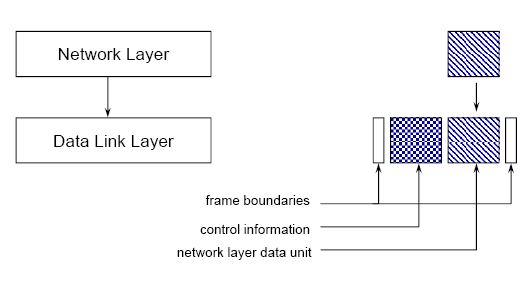 Network Layer
Data Link Layer
frame boundaries
control information
network layer data unit